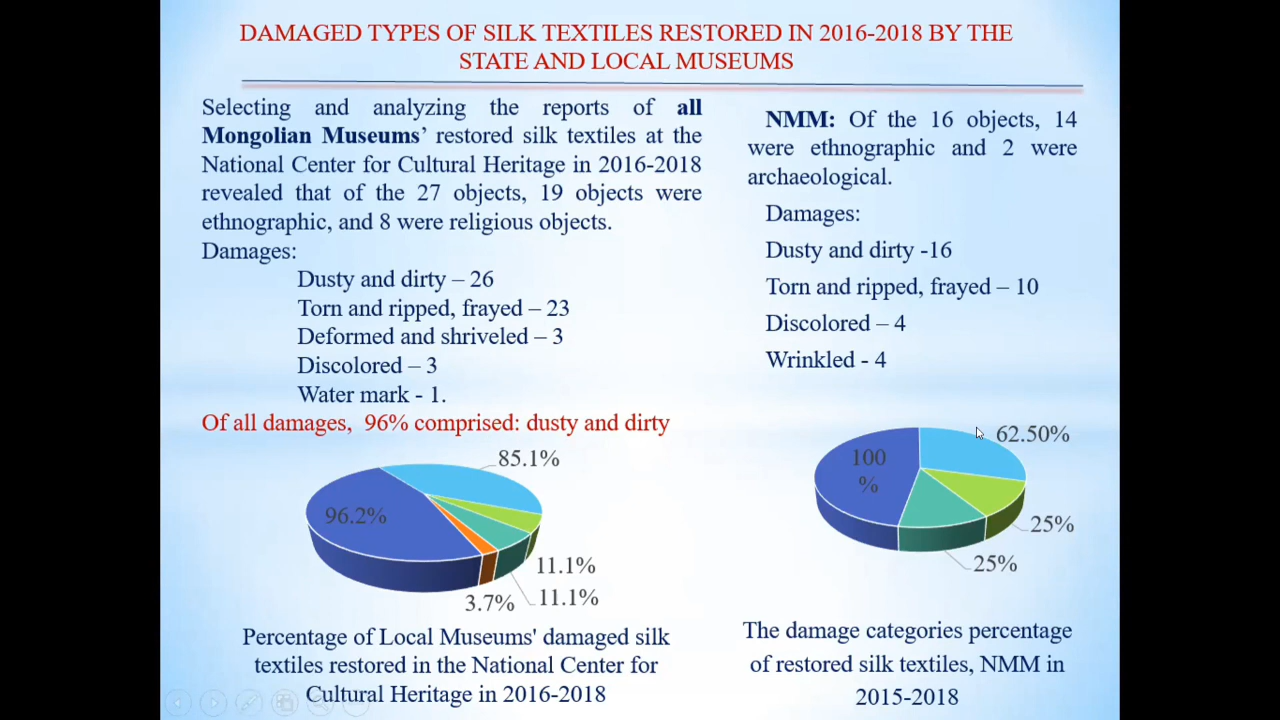 DAMAGED TYPES OF SILK TEXTILES RESTORED IN 2016-2018 BY THE
STATE AND LOCAL MUSEUMS
Selecting and analyzing the reports of all
Mongolian Museums’ restored silk textiles at the
National Center for Cultural Heritage in 2016-2018
revealed that of the 27 objects, 19 objects were
ethnographic, and 8 were religious objects.
Damages:
Dusty and dirty – 26
Torn and ripped, frayed – 23
Deformed and shriveled – 3
Discolored – 3
Water mark - 1.
Of all damages, 96% comprised: dusty and dirty
85.1%
96.2%
11.1%
11.1%
3.7%
Percentage of Local Museums' damaged silk
textiles restored in the National Center for
Cultural Heritage in 2016-2018
NMM: Of the 16 objects, 14
were ethnographic and 2 were
archaeological.
Damages:
Dusty and dirty -16
Torn and ripped, frayed – 10
Discolored – 4
Wrinkled - 4
62.50%
100
%
25%
25%
The damage categories percentage
of restored silk textiles, NMM in
2015-2018